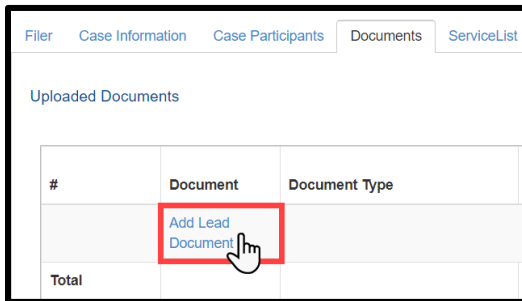 Filer Case Information Case Participants Documents ServiceList
Uploaded Documents
# Document Document Type
Add Lead
Document
Total